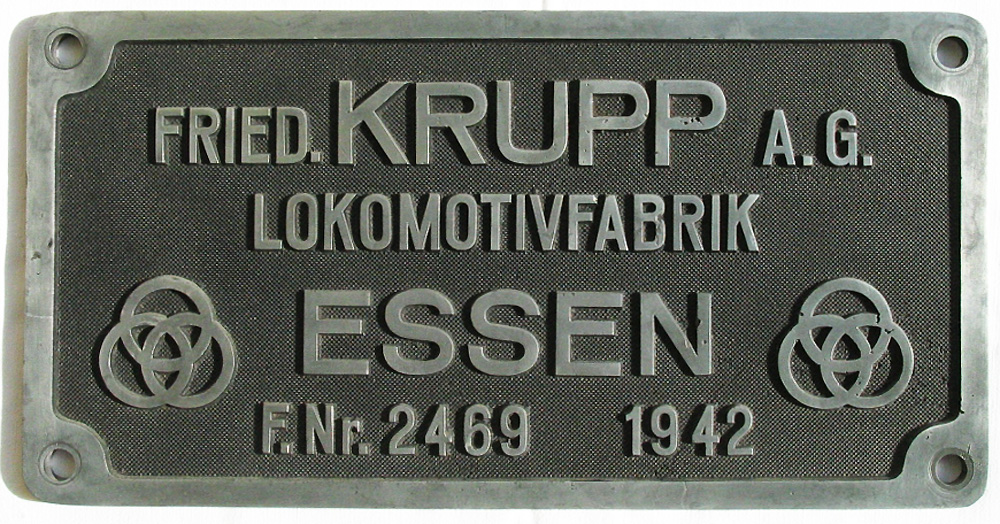 FRIED. KRUPP A.G.
LOKOMOTIVFABRIK
ESSEN
F.Nr. 2469 1942